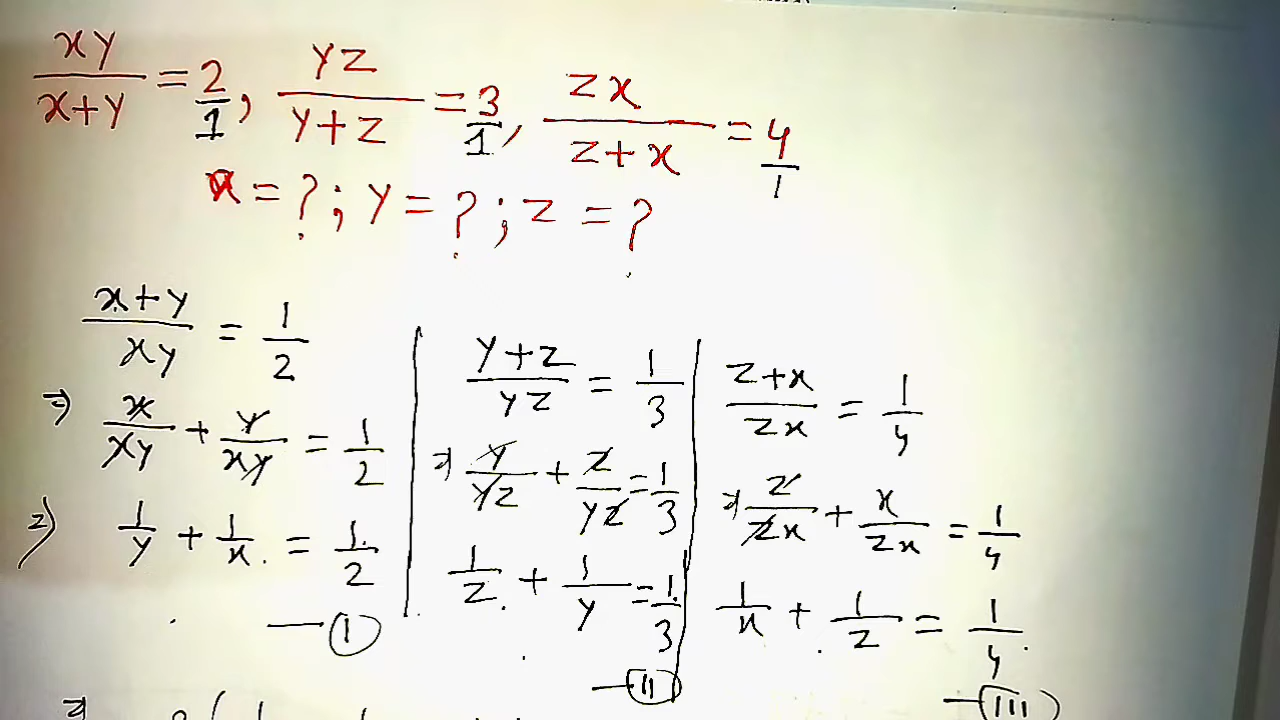 xy/(x+y) = 2/1, yz/(y+z) = 3/1, zx/(z+x) = 4/1
x = ? ; y = ? ; z = ?
(x+y)/xy = 1/2
⇒ x/xy + y/xy = 1/2
⇒ 1/y + 1/x = 1/2
— (I)
(y+z)/yz = 1/3
⇒ y/yz + z/yz = 1/3
1/z + 1/y = 1/3
— (II)
(z+x)/zx = 1/4
⇒ z/zx + x/zx = 1/4
1/x + 1/z = 1/4
— (III)